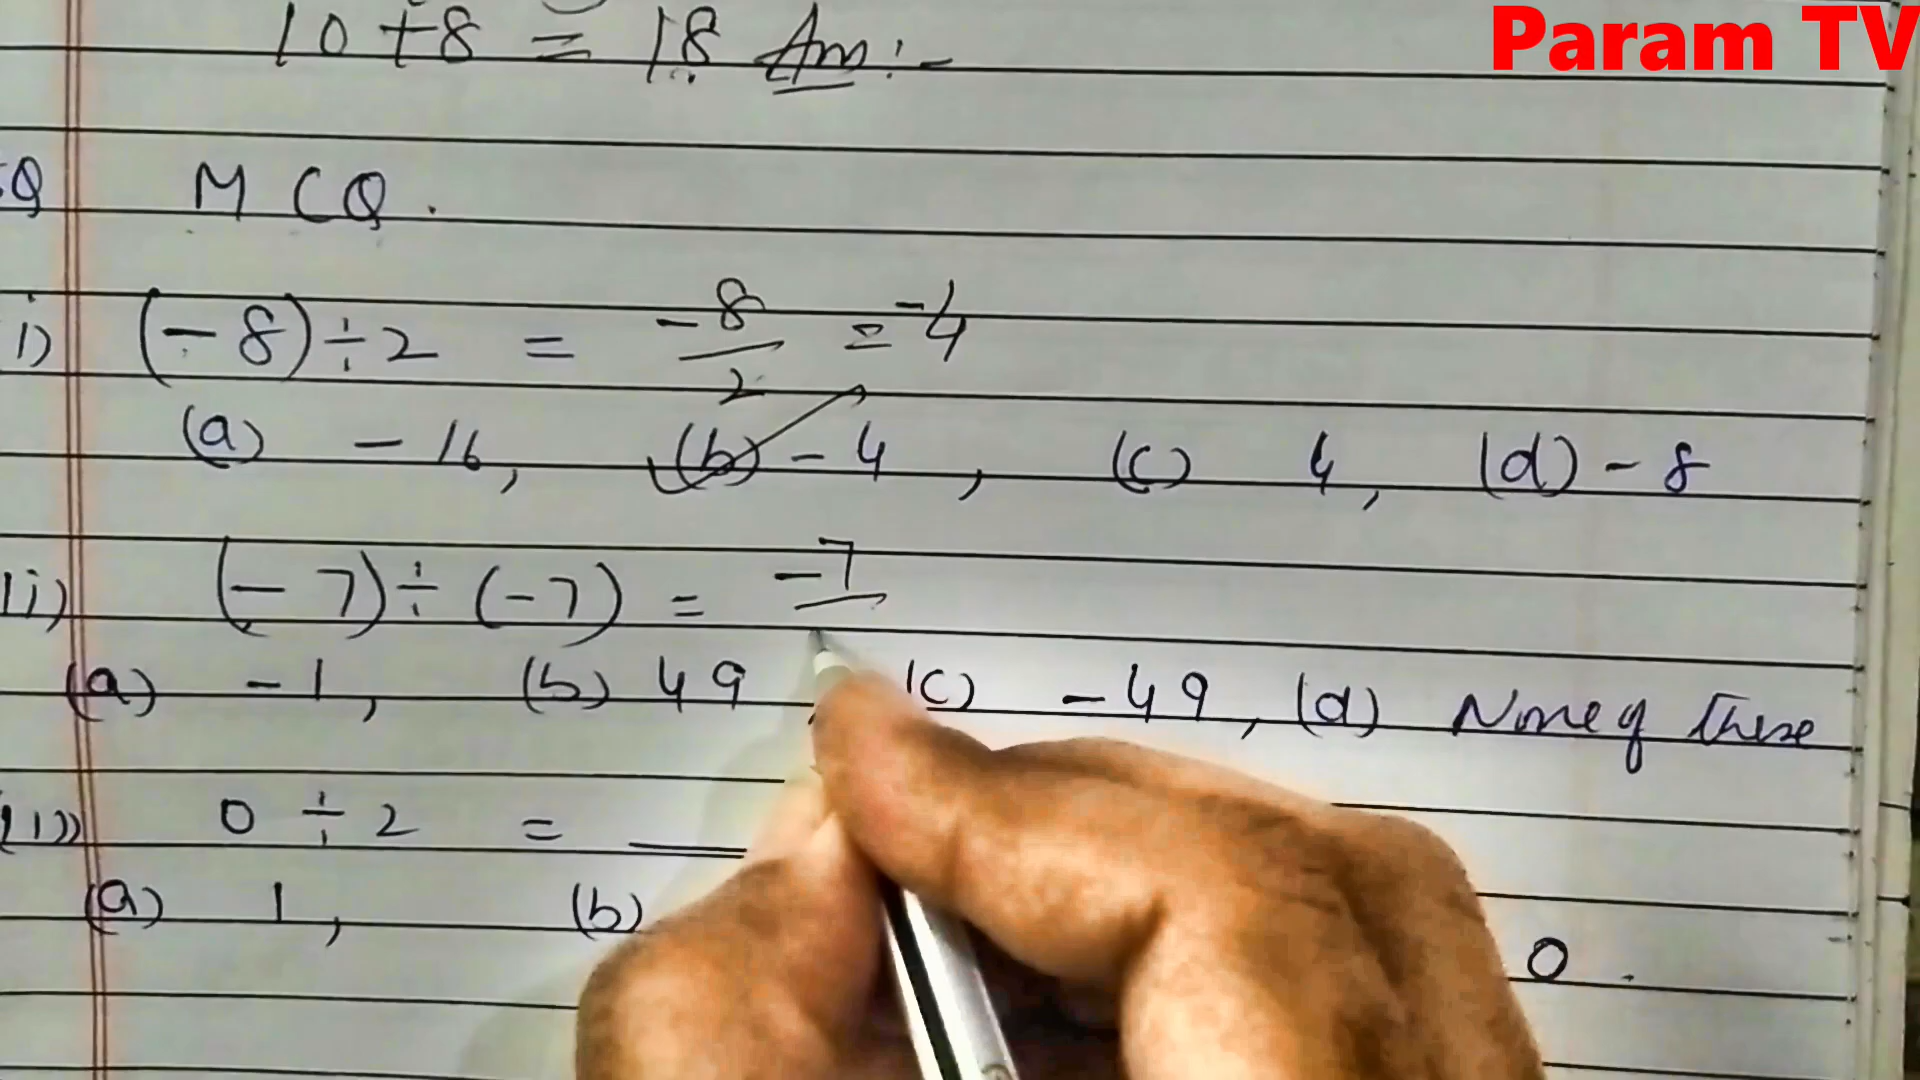 Param TV
10 + 8 = 18 Ans:-
Q MCQ.
i) (-8) ÷ 2 = -8/2 = -4
(a) -16, (b) -4, (c) 4, (d) -8
ii) (-7) ÷ (-7) = -7
(a) -1, (b) 49 (c) -49, (d) None of these
iii) 0 ÷ 2 = ___
(a) 1, (b) 0.